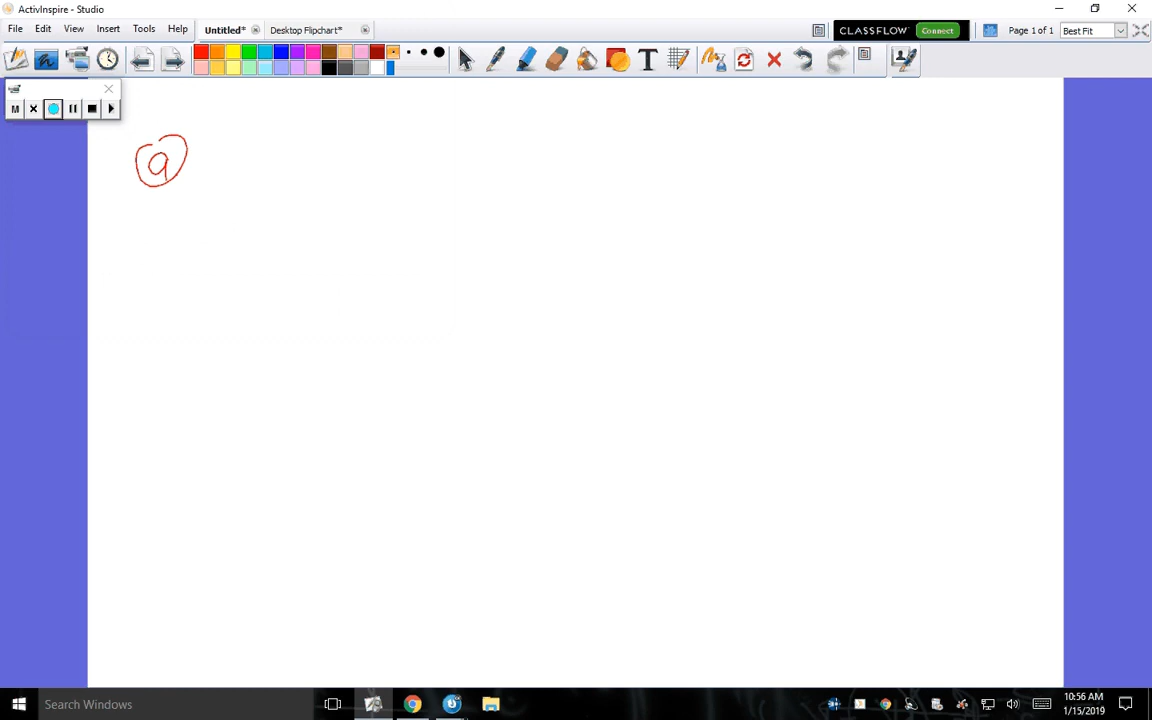 ActivInspire - Studio
File Edit View Insert Tools Help Untitled* Desktop Flipchart* CLASSFLOW Connect Page 1 of 1 Best Fit
T
M
a
Search Windows
10:56 AM
1/15/2019